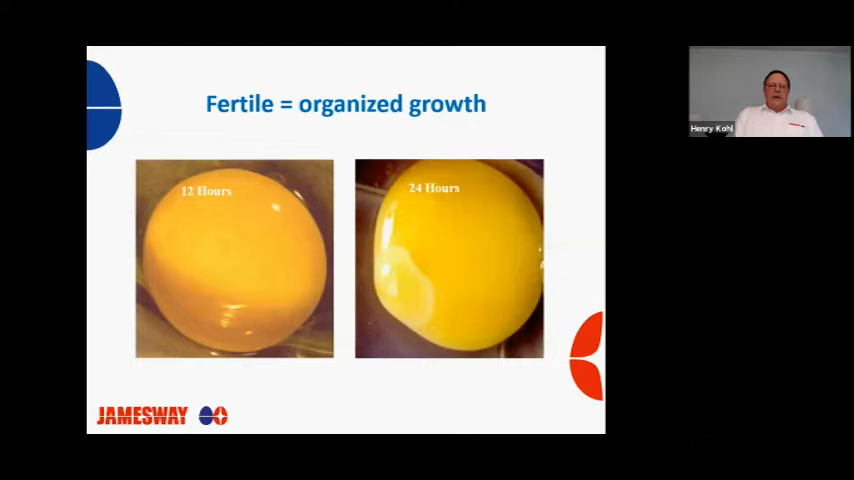 Fertile = organized growth
12 Hours
24 Hours
JAMESWAY
Henry Kohl